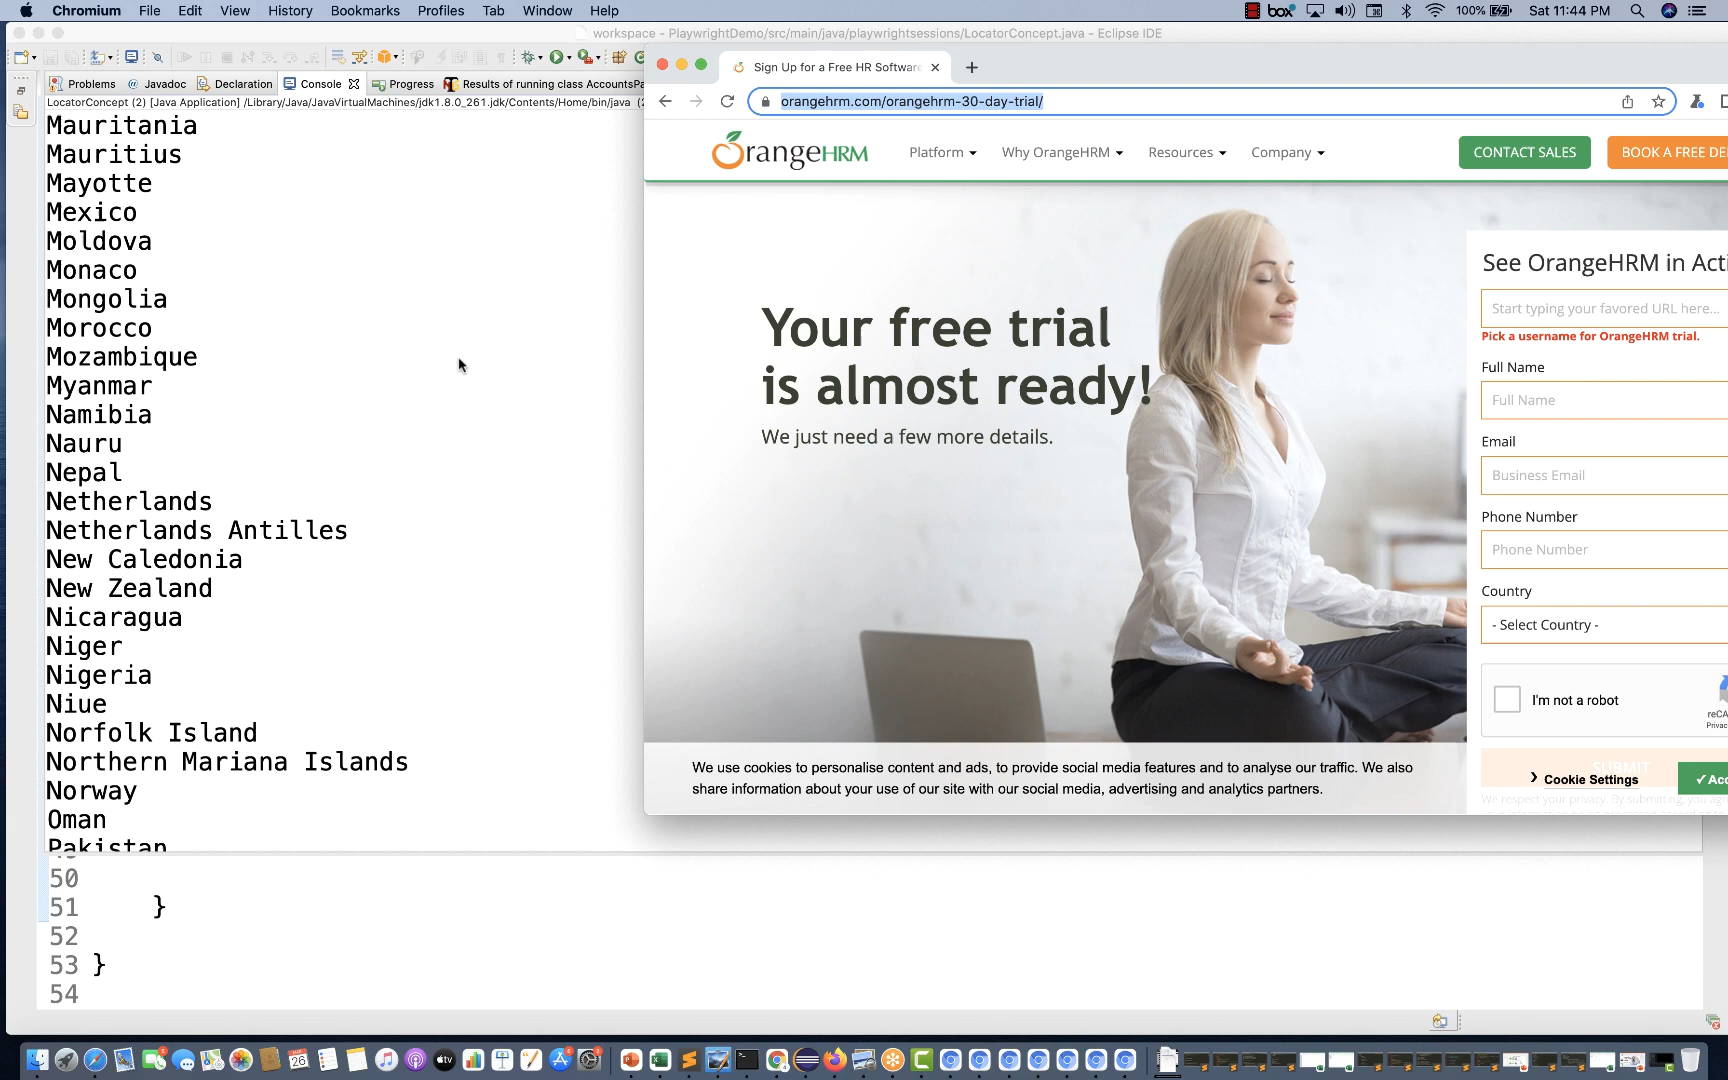 Chromium File Edit View History Bookmarks Profiles Tab Window Help
box 100% Sat 11:44 PM
workspace - PlaywrightDemo/src/main/java/playwrightsessions/LocatorConcept.java - Eclipse IDE
Problems Javadoc Declaration Console Progress Results of running class AccountsPa
LocatorConcept (2) [Java Application] /Library/Java/JavaVirtualMachines/jdk1.8.0_261.jdk/Contents/Home/bin/java
Mauritania
Mauritius
Mayotte
Mexico
Moldova
Monaco
Mongolia
Morocco
Mozambique
Myanmar
Namibia
Nauru
Nepal
Netherlands
Netherlands Antilles
New Caledonia
New Zealand
Nicaragua
Niger
Nigeria
Niue
Norfolk Island
Northern Mariana Islands
Norway
Oman
Pakistan
50
51 }
52
53 }
54
Sign Up for a Free HR Software
orangehrm.com/orangehrm-30-day-trial/
OrangeHRM
Platform Why OrangeHRM Resources Company
CONTACT SALES
BOOK A FREE DE
Your free trial
is almost ready!
We just need a few more details.
See OrangeHRM in Acti
Start typing your favored URL here...
Pick a username for OrangeHRM trial.
Full Name
Full Name
Email
Business Email
Phone Number
Phone Number
Country
- Select Country -
I'm not a robot
reCA
Privac
SUBMIT
We use cookies to personalise content and ads, to provide social media features and to analyse our traffic. We also
share information about your use of our site with our social media, advertising and analytics partners.
Cookie Settings
✓Acc